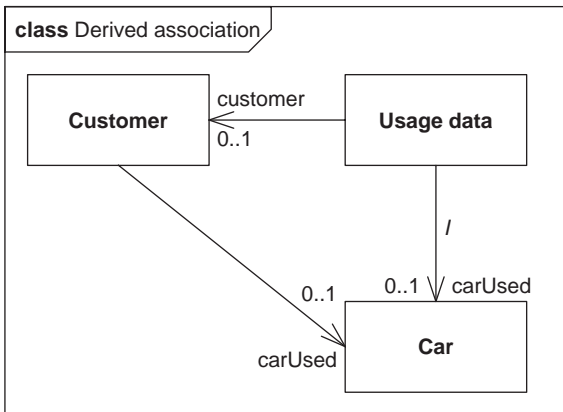 class Derived association
customer
Customer
Usage data
0..1
/
0..1
0..1
carUsed
Car
carUsed